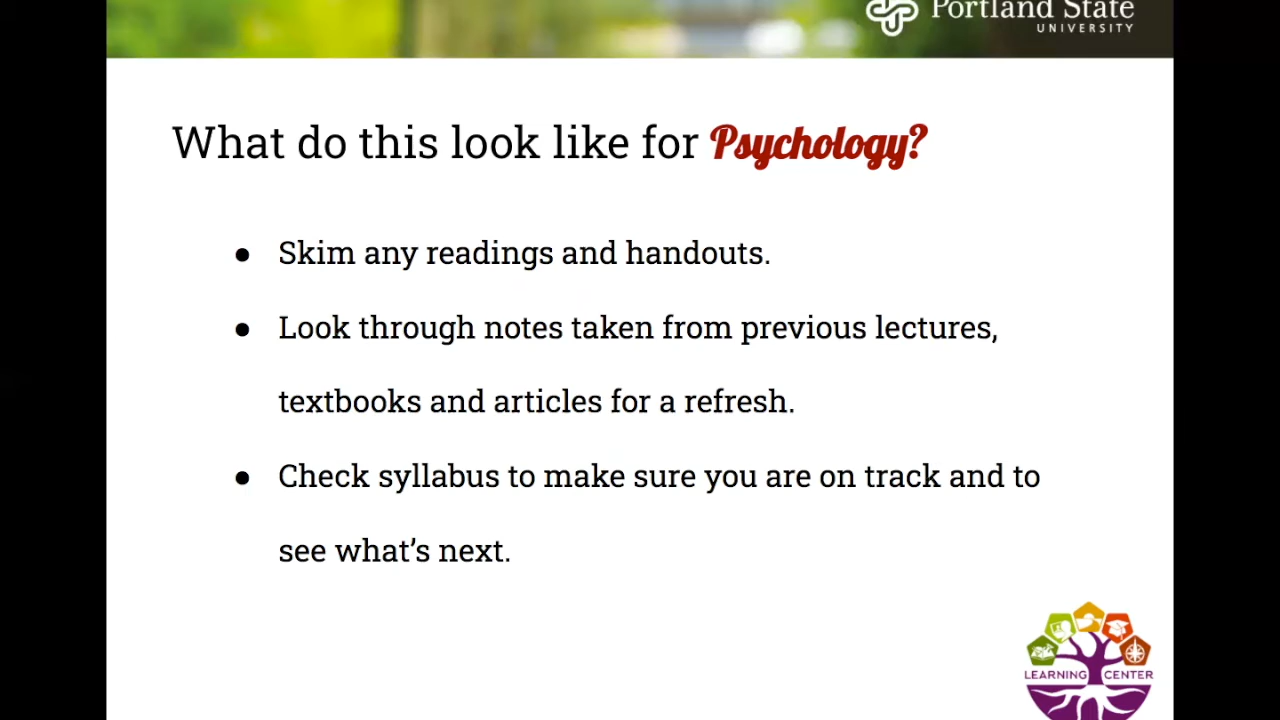 Portland State
UNIVERSITY
What do this look like for Psychology?
● Skim any readings and handouts.
● Look through notes taken from previous lectures,
textbooks and articles for a refresh.
● Check syllabus to make sure you are on track and to
see what's next.
LEARNING CENTER